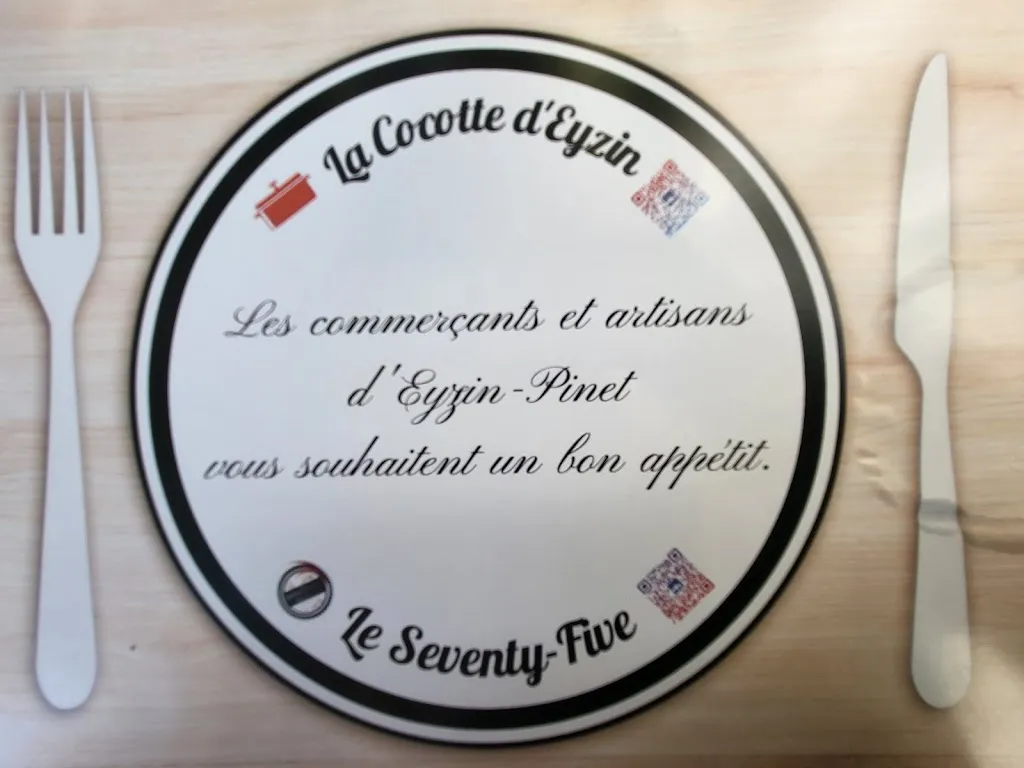 La Cocotte d'Eyzin
Les commerçants et artisans
d'Eyzin-Pinet
vous souhaitent un bon appétit.
Le Seventy-Five